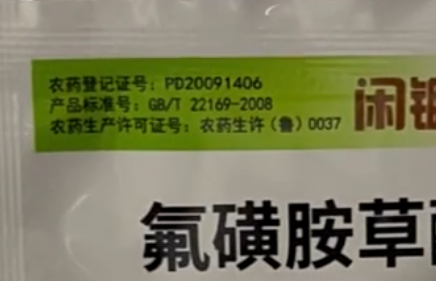 农药登记证号：PD20091406
产品标准号：GB/T 22169-2008
农药生产许可证号：农药生许（鲁）0037
闲
氟磺胺草